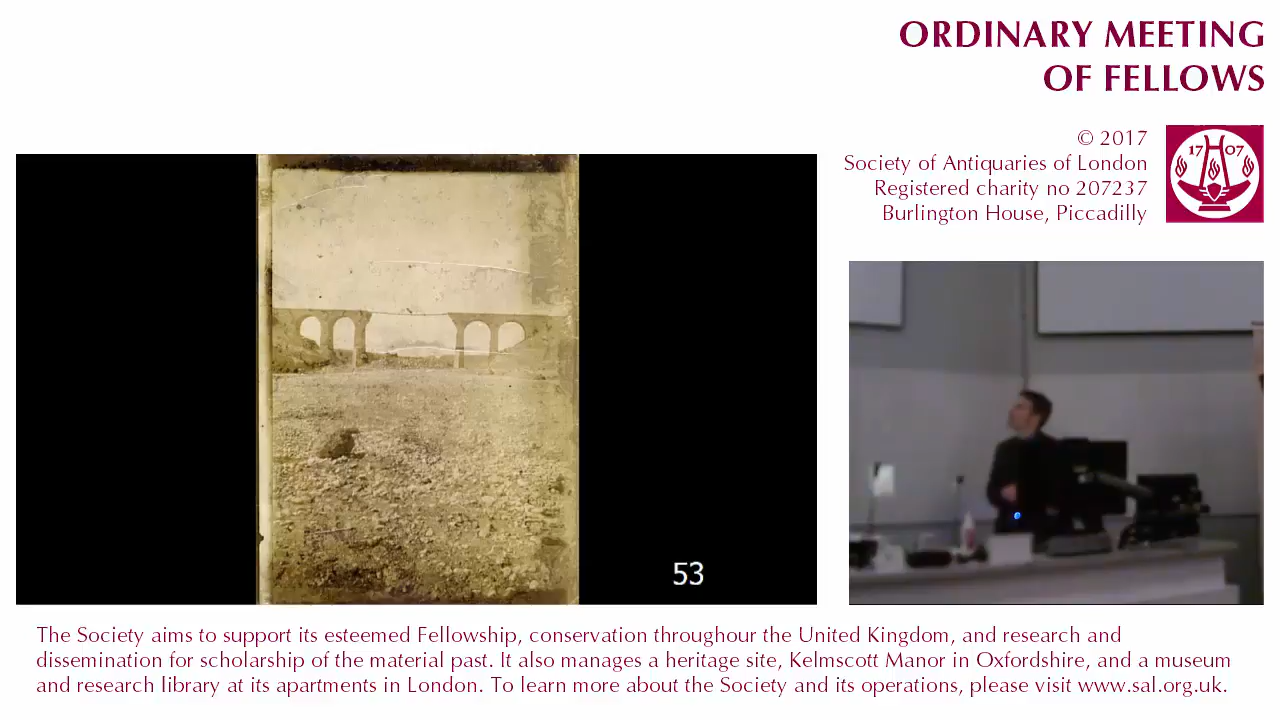 ORDINARY MEETING
OF FELLOWS
© 2017
Society of Antiquaries of London
Registered charity no 207237
Burlington House, Piccadilly
17 07
53
The Society aims to support its esteemed Fellowship, conservation throughour the United Kingdom, and research and
dissemination for scholarship of the material past. It also manages a heritage site, Kelmscott Manor in Oxfordshire, and a museum
and research library at its apartments in London. To learn more about the Society and its operations, please visit www.sal.org.uk.